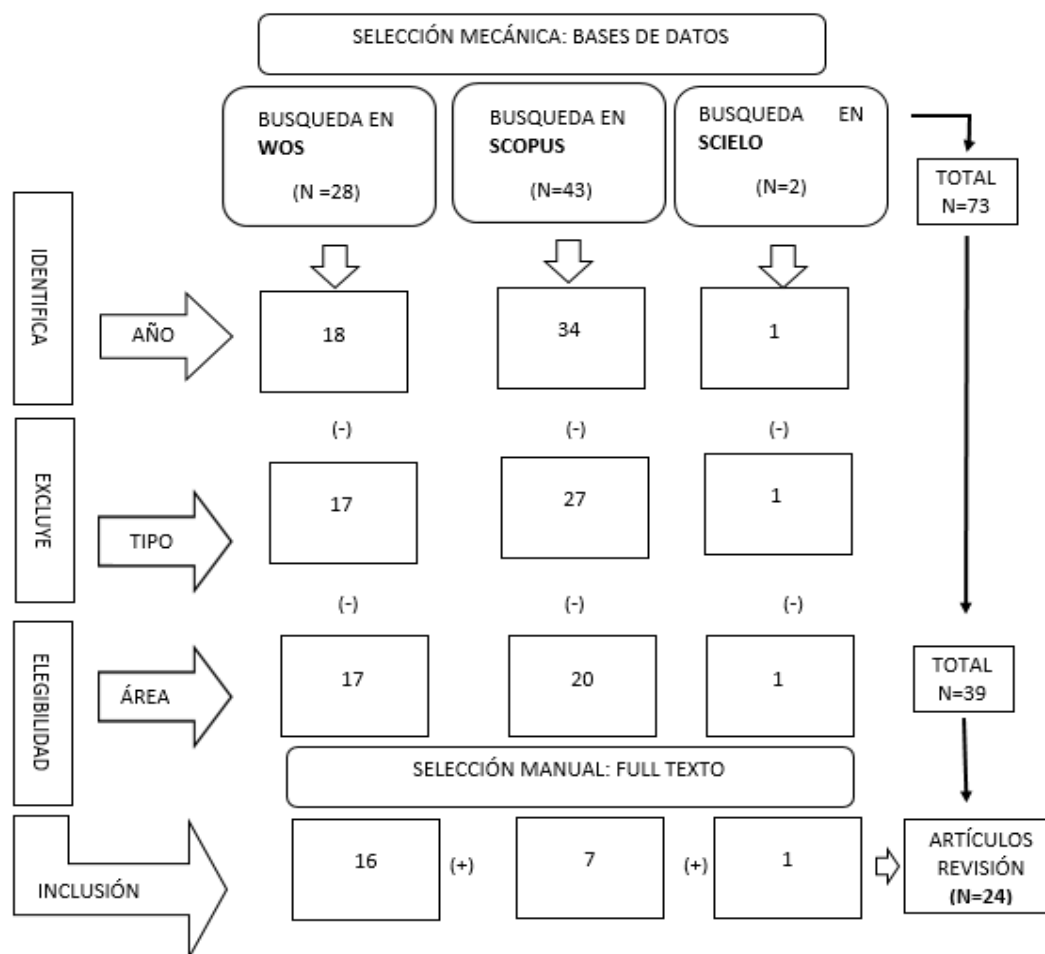 SELECCIÓN MECÁNICA: BASES DE DATOS
BUSQUEDA EN
WOS
(N =28)
BUSQUEDA EN
SCOPUS
(N=43)
BUSQUEDA EN
SCIELO
(N=2)
TOTAL
N=73
IDENTIFICA
AÑO
18
34
1
(-)
(-)
(-)
EXCLUYE
TIPO
17
27
1
(-)
(-)
(-)
ELEGIBILIDAD
ÁREA
17
20
1
TOTAL
N=39
SELECCIÓN MANUAL: FULL TEXTO
INCLUSIÓN
16
(+)
7
(+)
1
ARTÍCULOS
REVISIÓN
(N=24)